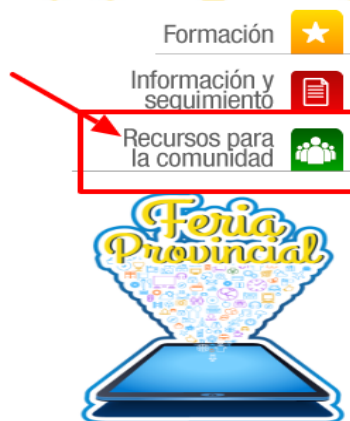 Formación
Información y
seguimiento
Recursos para
la comunidad
Feria
Provincial